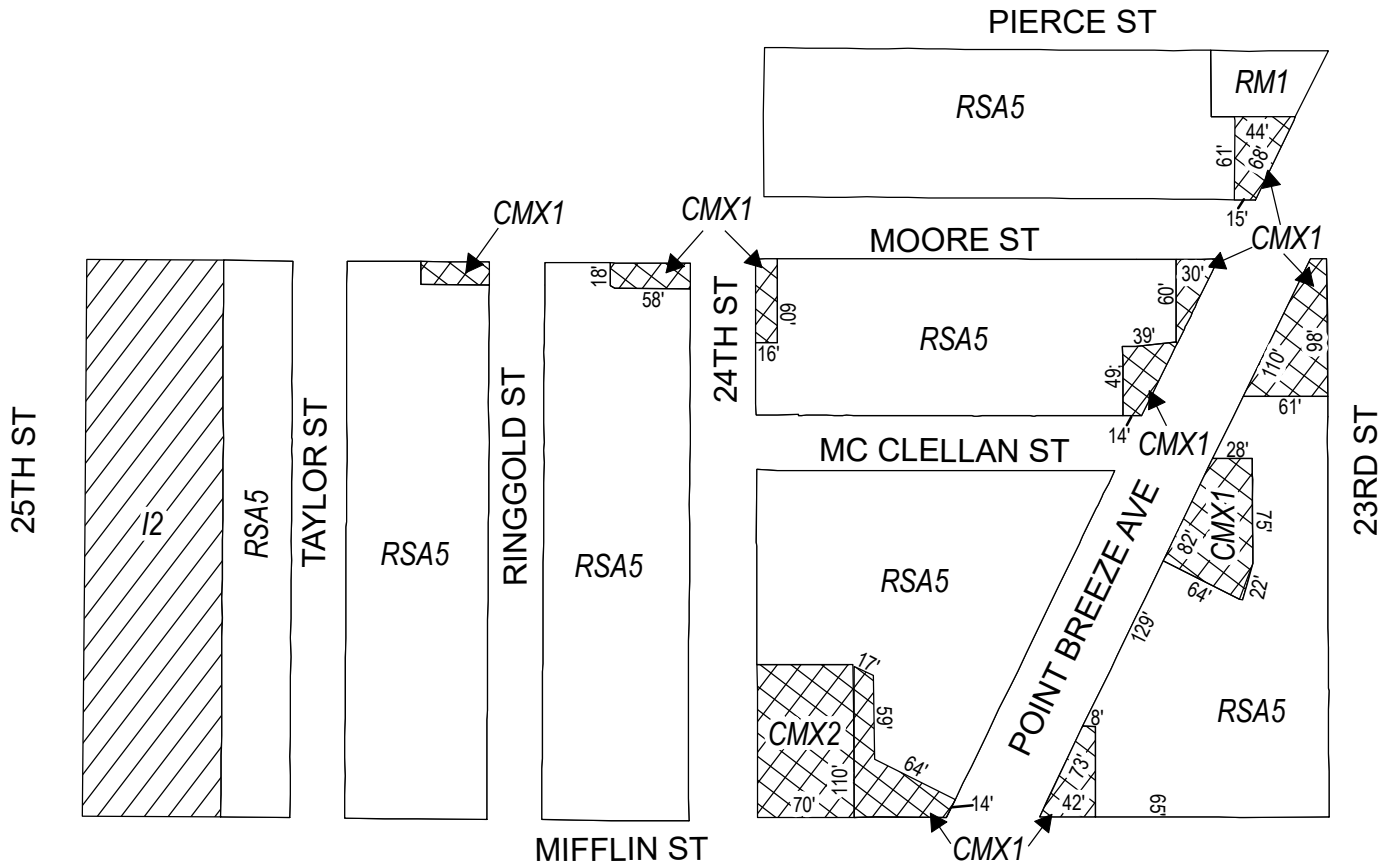 PIERCE ST
RSA5
RM1
44'
61'
68'
15'
CMX1
CMX1
CMX1
MOORE ST
18'
58'
60'
16'
24TH ST
RSA5
30'
60'
39'
49'
14'
CMX1
110'
98'
61'
25TH ST
I2
RSA5
TAYLOR ST
RSA5
RINGGOLD ST
RSA5
MC CLELLAN ST
RSA5
POINT BREEZE AVE
28'
CMX1
75'
82'
64'
22'
129'
23RD ST
RSA5
17'
59'
CMX2
110'
70'
64'
14'
8'
73'
42'
65'
CMX1
MIFFLIN ST